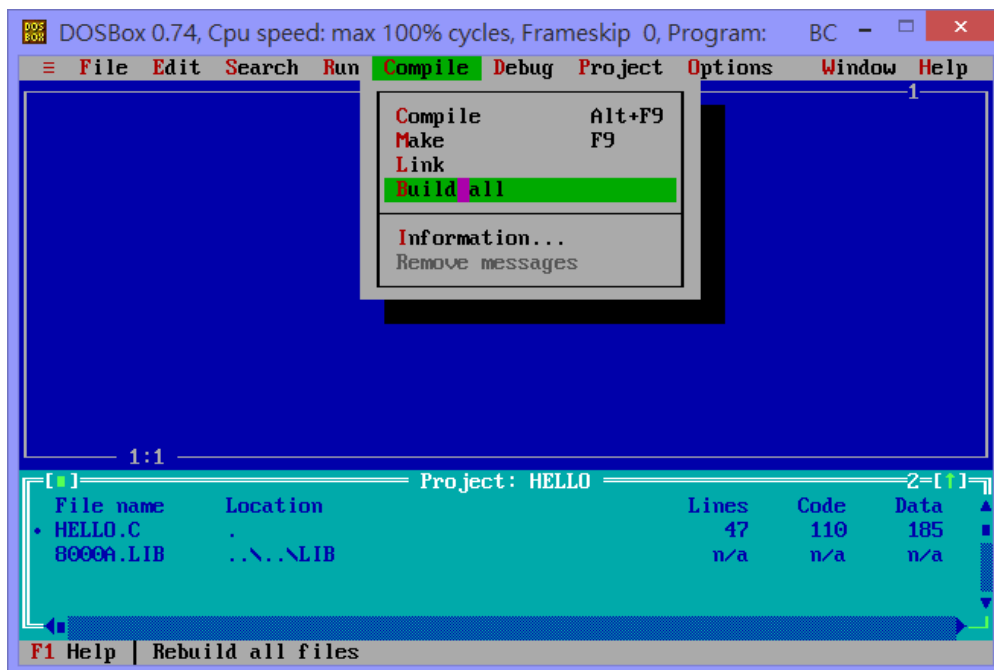 DOS BOX DOSBox 0.74, Cpu speed: max 100% cycles, Frameskip 0, Program: BC
≡ File Edit Search Run Compile Debug Project Options Window Help
1
Compile Alt+F9
Make F9
Link
Build all
Information...
Remove messages
1:1
Project: HELLO 2=[↑]
File name Location Lines Code Data
• HELLO.C . 47 110 185
8000A.LIB ..\..\LIB n/a n/a n/a
F1 Help | Rebuild all files